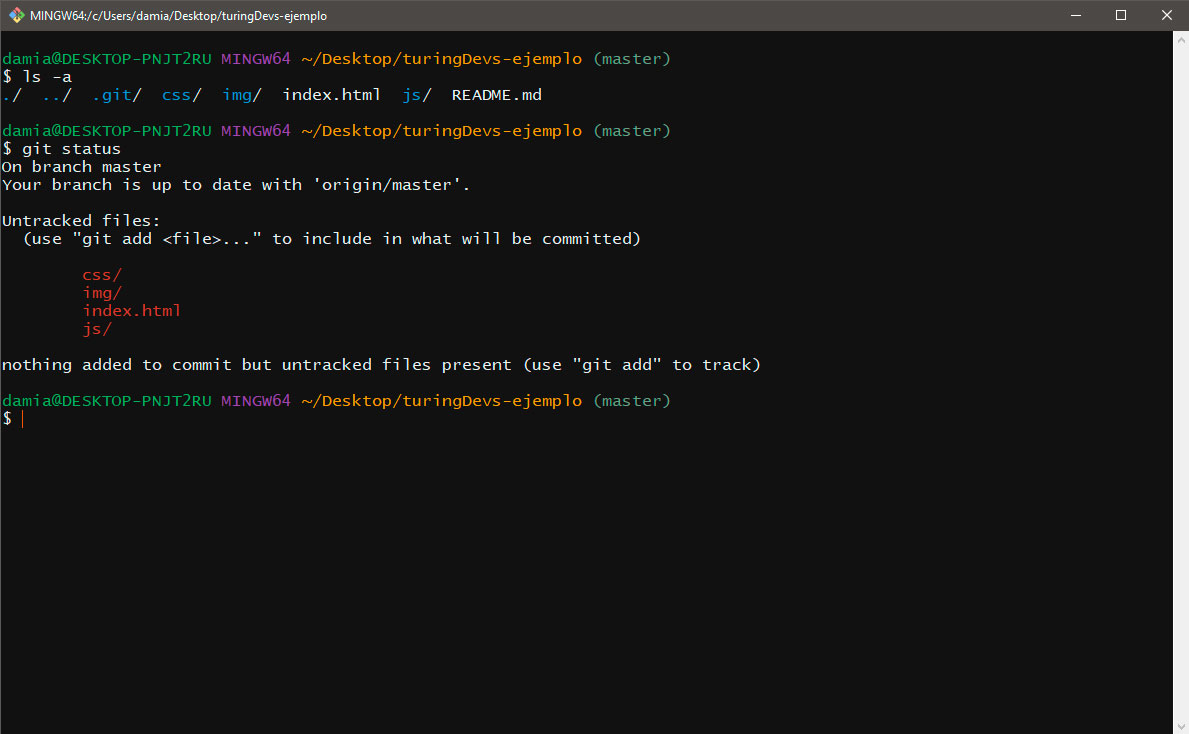 MINGW64:/c/Users/damia/Desktop/turingDevs-ejemplo
damia@DESKTOP-PNJT2RU MINGW64 ~/Desktop/turingDevs-ejemplo (master)
$ ls -a
./  ../  .git/  css/  img/  index.html  js/  README.md
damia@DESKTOP-PNJT2RU MINGW64 ~/Desktop/turingDevs-ejemplo (master)
$ git status
On branch master
Your branch is up to date with 'origin/master'.
Untracked files:
  (use "git add <file>..." to include in what will be committed)
        css/
        img/
        index.html
        js/
nothing added to commit but untracked files present (use "git add" to track)
damia@DESKTOP-PNJT2RU MINGW64 ~/Desktop/turingDevs-ejemplo (master)
$